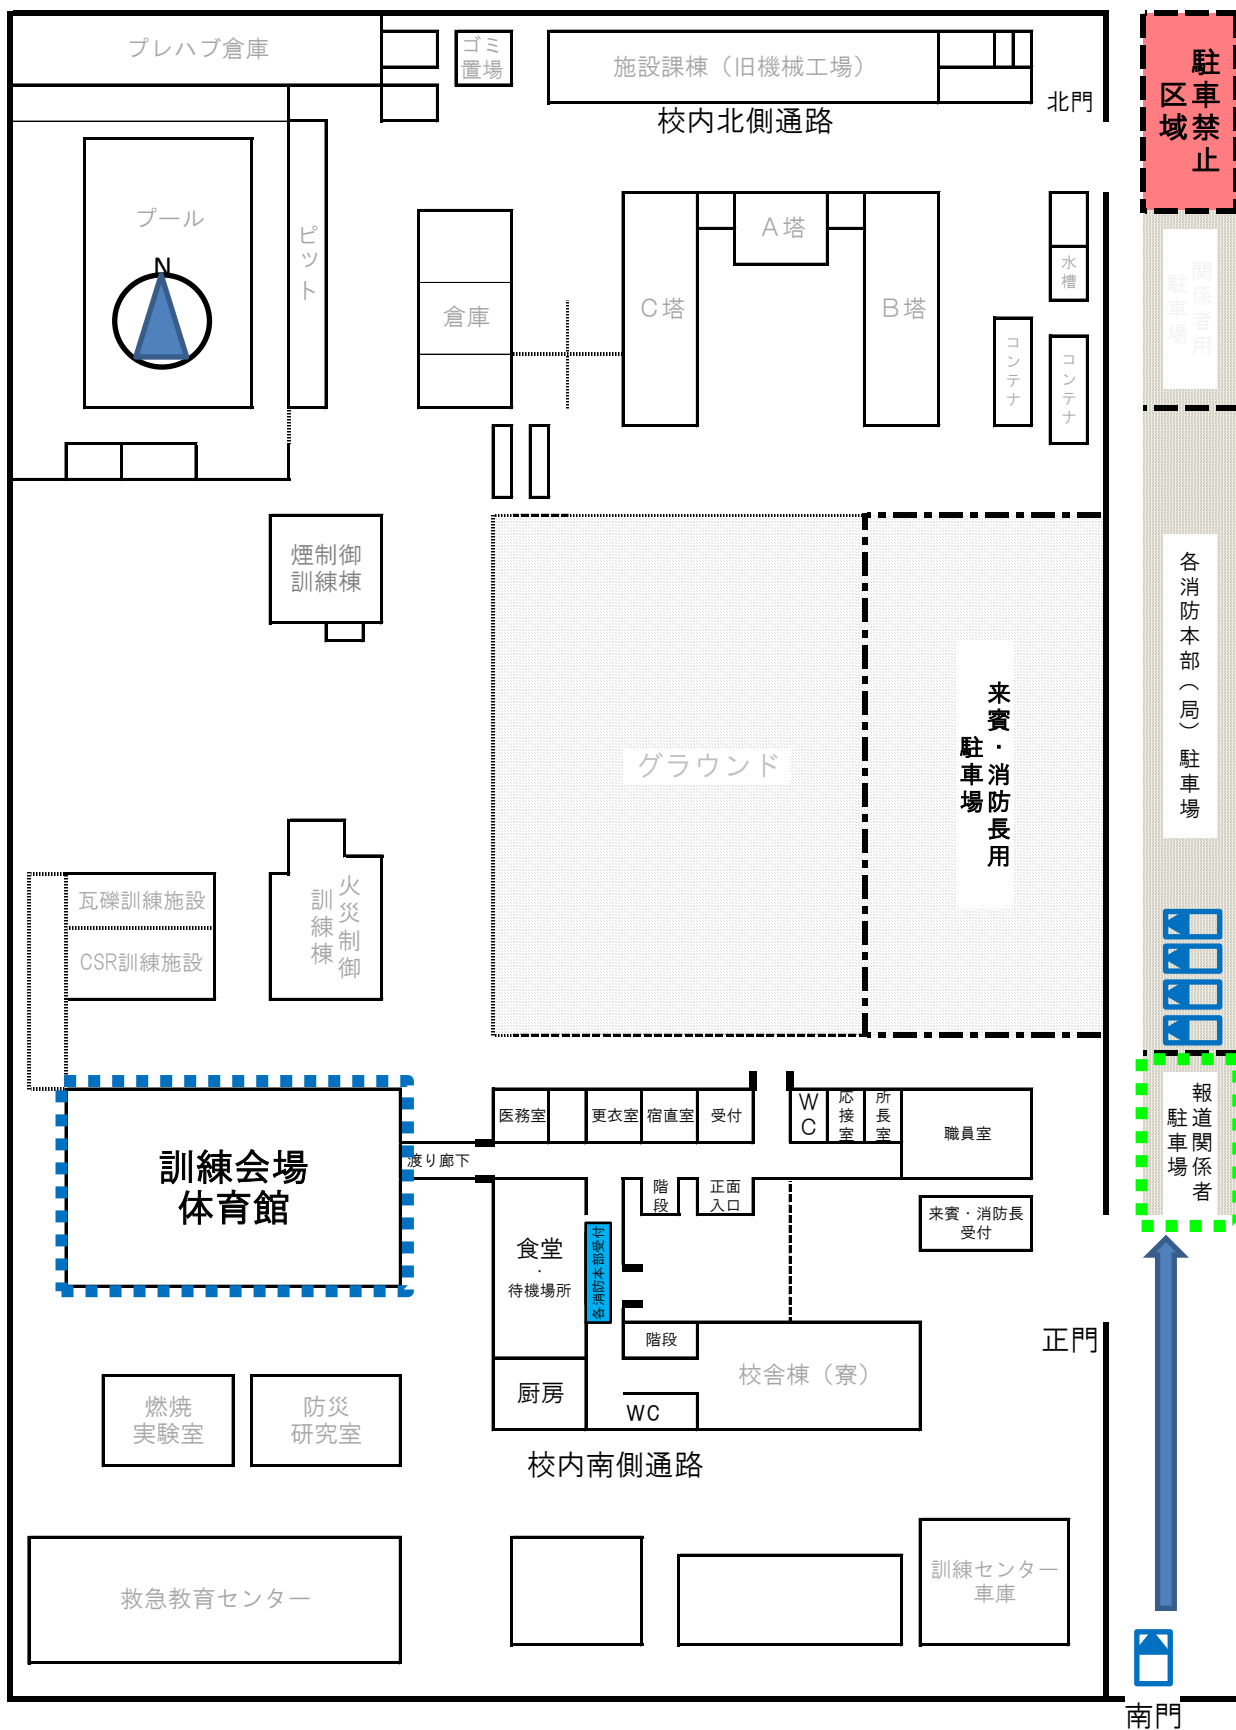 プレハブ倉庫
ゴミ
置場
施設課棟（旧機械工場）
校内北側通路
北門
駐車禁止
区域
プール
ピット
N
倉庫
C塔
A塔
B塔
水槽
コンテナ
コンテナ
関係者用
駐車場
煙制御
訓練棟
各消防本部（局）駐車場
グラウンド
来賓・消防長用
駐車場
瓦礫訓練施設
CSR訓練施設
火災制御
訓練棟
訓練会場
体育館
渡り廊下
医務室
更衣室
宿直室
受付
WC
応接室
所長室
職員室
階段
正面
入口
来賓・消防長
受付
報道関係者
駐車場
食堂
・
待機場所
各消防本部受付
階段
校舎棟（寮）
正門
厨房
WC
燃焼
実験室
防災
研究室
校内南側通路
救急教育センター
訓練センター
車庫
南門